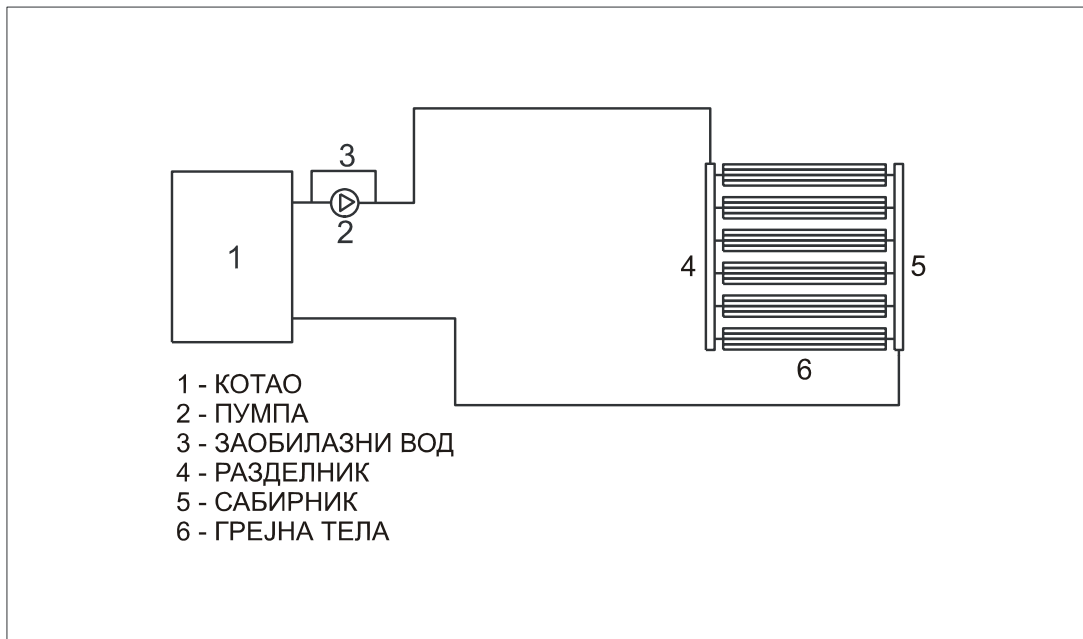 3
2
1
4
5
6
1 - КОТАО
2 - ПУМПА
3 - ЗАОБИЛАЗНИ ВОД
4 - РАЗДЕЛНИК
5 - САБИРНИК
6 - ГРЕЈНА ТЕЛА